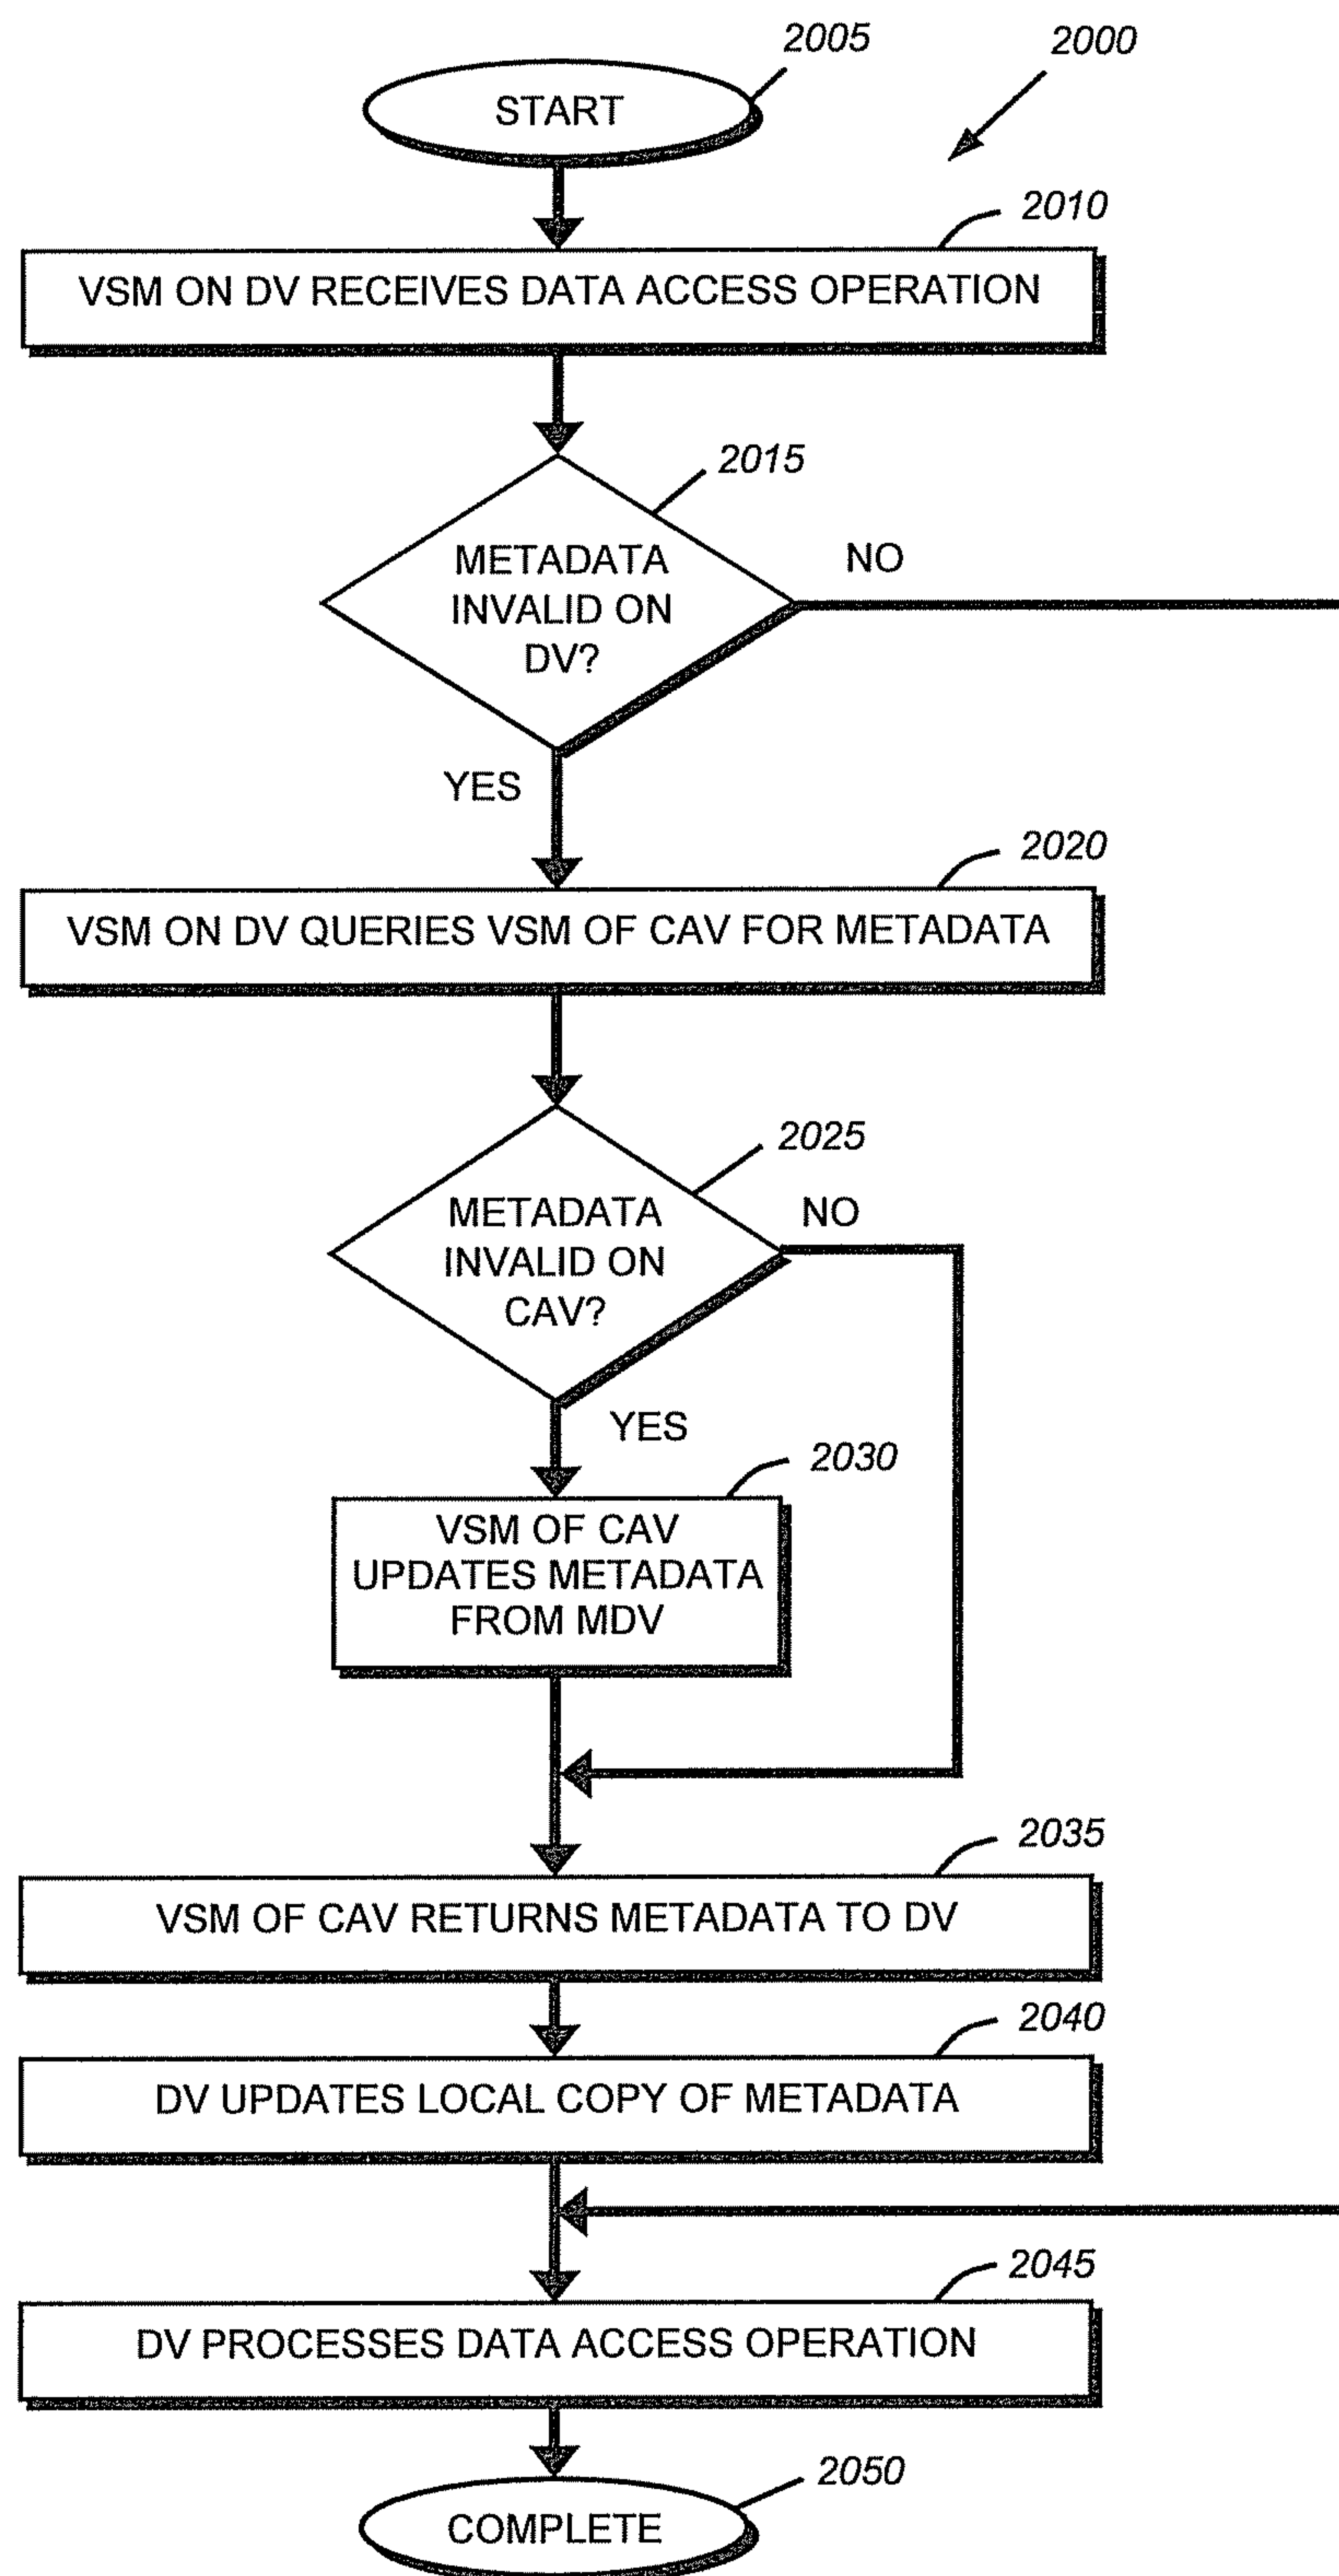 2005
2000
START
2010
VSM ON DV RECEIVES DATA ACCESS OPERATION
2015
METADATA
INVALID ON
DV?
NO
YES
2020
VSM ON DV QUERIES VSM OF CAV FOR METADATA
2025
METADATA
INVALID ON
CAV?
NO
YES
2030
VSM OF CAV
UPDATES METADATA
FROM MDV
2035
VSM OF CAV RETURNS METADATA TO DV
2040
DV UPDATES LOCAL COPY OF METADATA
2045
DV PROCESSES DATA ACCESS OPERATION
2050
COMPLETE